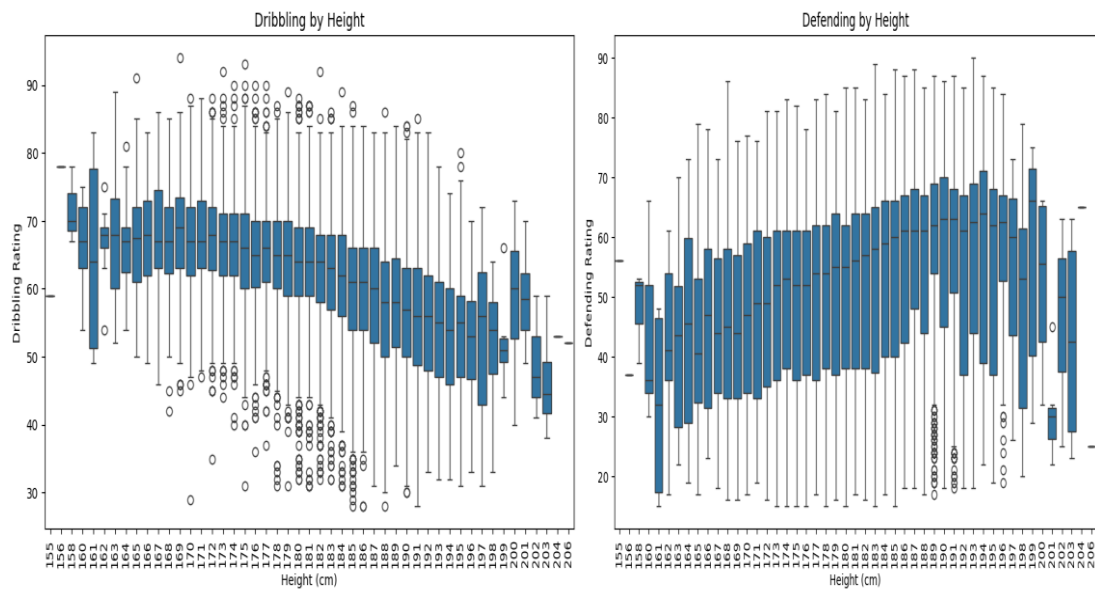 Dribbling by Height
Dribbling Rating
90
80
70
60
50
40
30
155 156 158 160 161 162 163 164 165 166 167 168 169 170 171 172 173 174 175 176 177 178 179 180 181 182 183 184 185 186 187 188 189 190 191 192 193 194 195 196 197 198 199 200 201 202 203 204 206
Height (cm)
Defending by Height
Defending Rating
90
80
70
60
50
40
30
20
155 156 158 160 161 162 163 164 165 166 167 168 169 170 171 172 173 174 175 176 177 178 179 180 181 182 183 184 185 186 187 188 189 190 191 192 193 194 195 196 197 198 199 200 201 202 203 204 206
Height (cm)